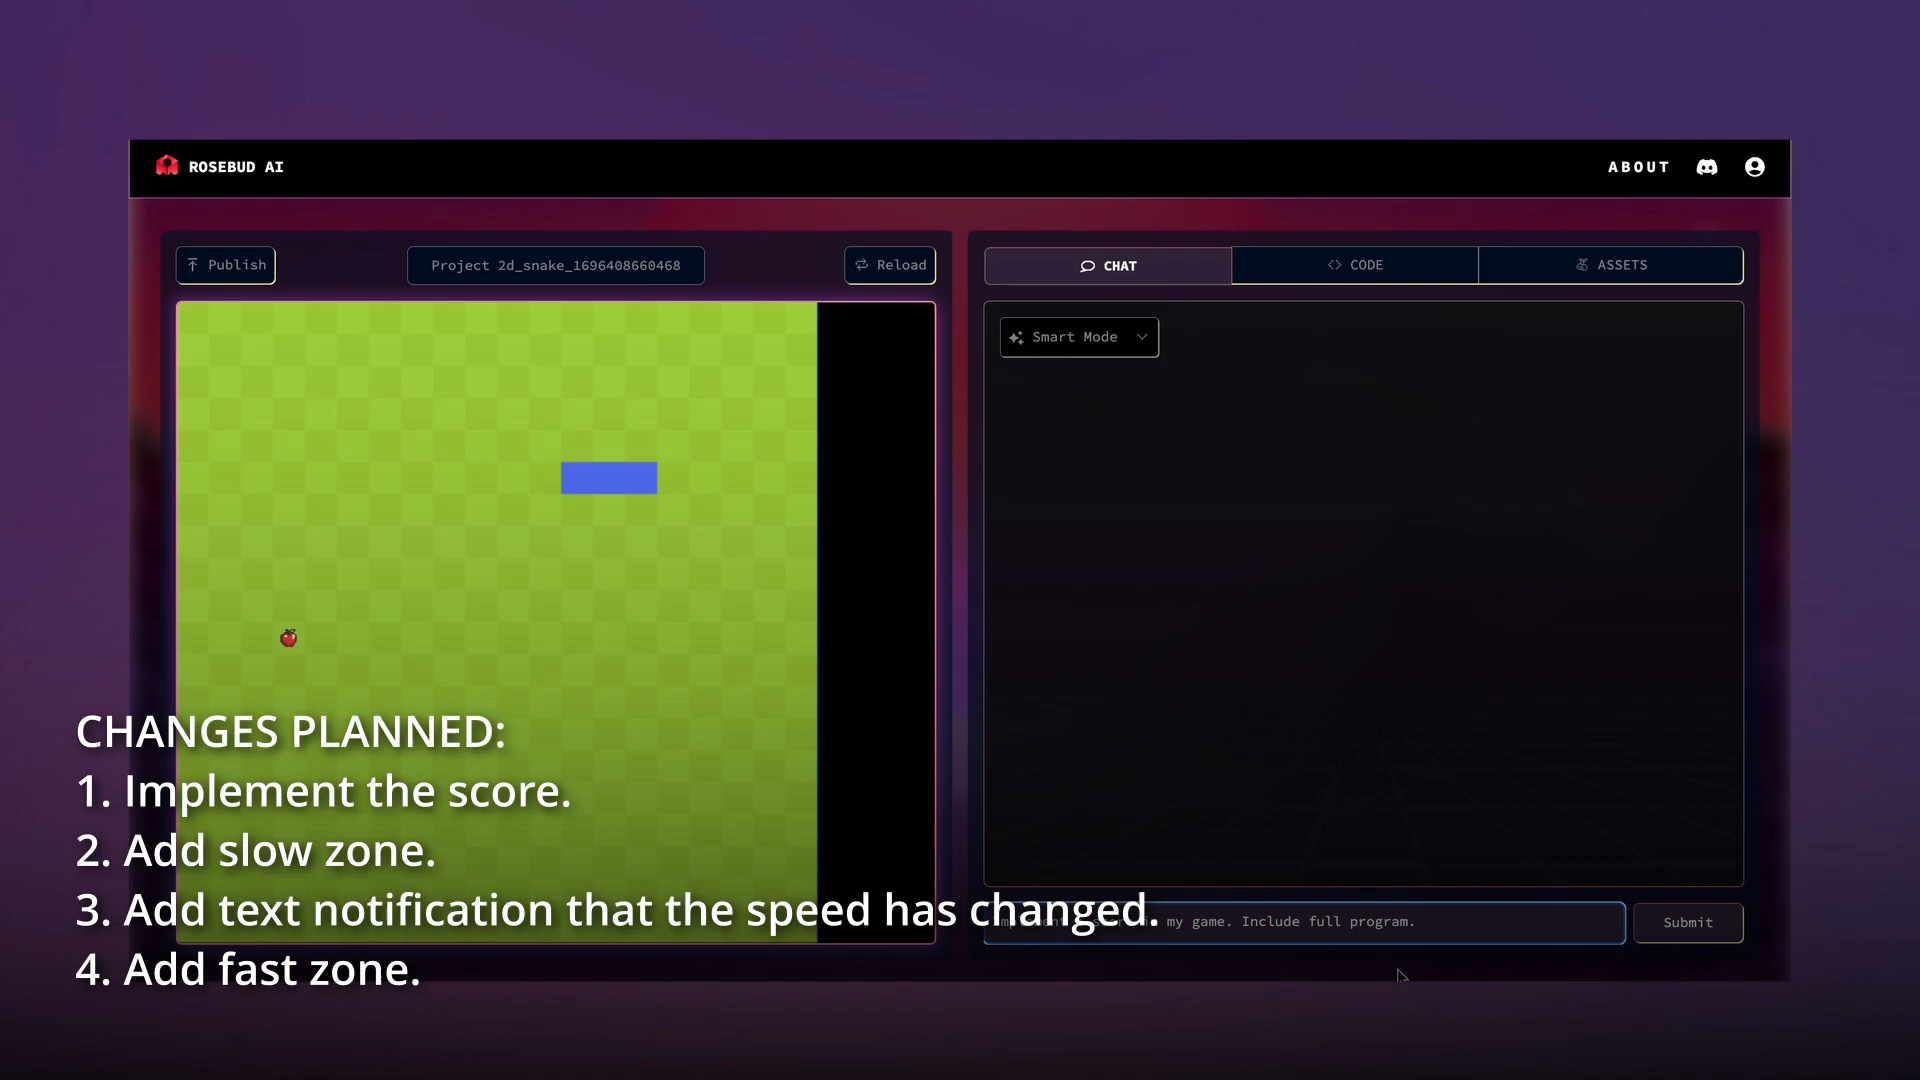 ROSEBUD AI
ABOUT
Publish
Project 2d_snake_1696408660468
Reload
CHAT
CODE
ASSETS
Smart Mode
CHANGES PLANNED:
1. Implement the score.
2. Add slow zone.
3. Add text notification that the speed has changed.
my game. Include full program.
Submit
4. Add fast zone.